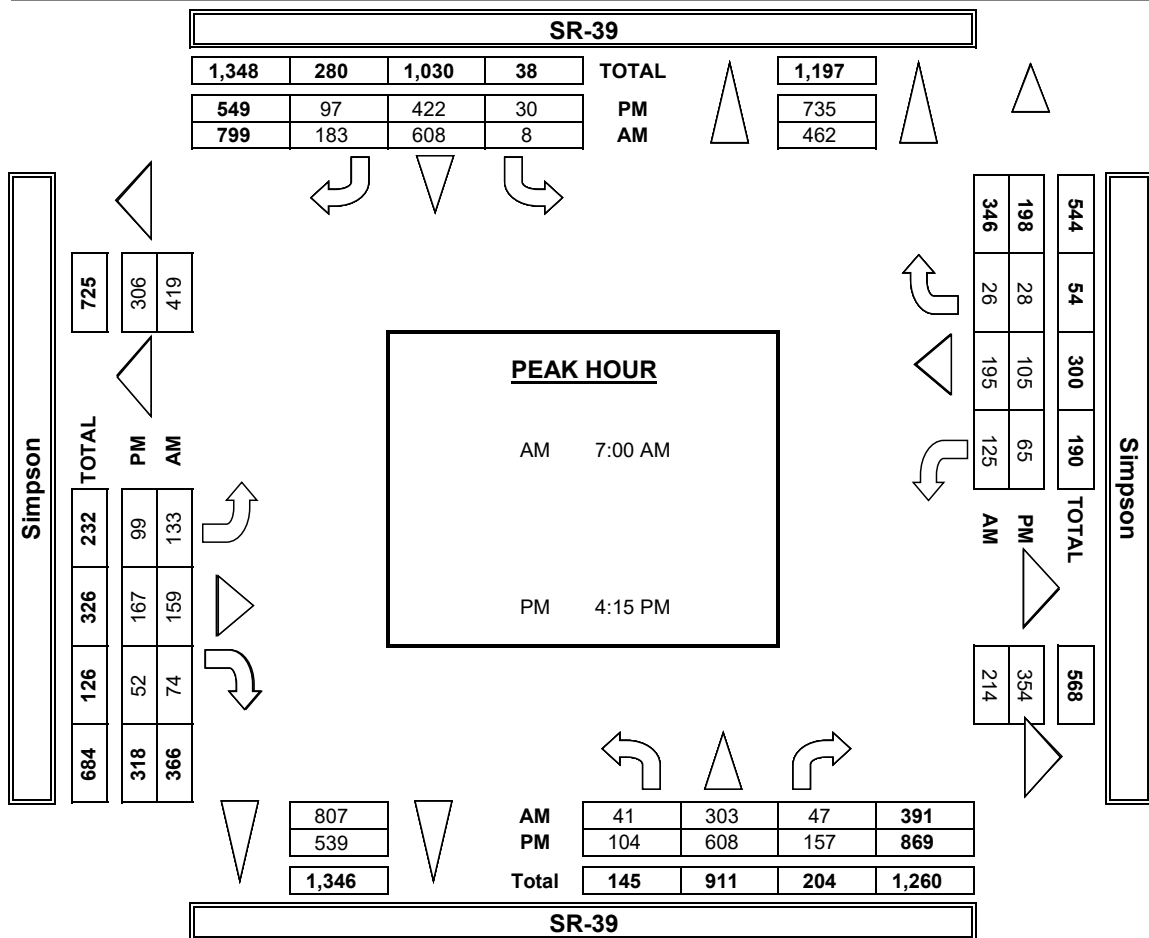 SR-39
1,348 280 1,030 38 TOTAL 1,197
549 97 422 30 PM 735
799 183 608 8 AM 462
Simpson
725
306
419
TOTAL PM AM
232 99 133
326 167 159
126 52 74
684 318 366
PEAK HOUR
AM 7:00 AM
PM 4:15 PM
346 198 544
26 28 54
195 105 300
125 65 190
AM PM TOTAL
214 354 568
Simpson
807 AM 41 303 47 391
539 PM 104 608 157 869
1,346 Total 145 911 204 1,260
SR-39